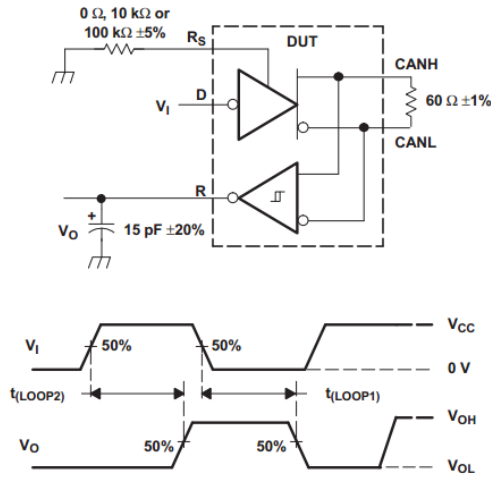 0 Ω, 10 kΩ or
100 kΩ ±5%
RS
DUT
CANH
D
VI
60 Ω ±1%
CANL
R
+
VO
15 pF ±20%
VI
50%
50%
VCC
0 V
t(LOOP2)
t(LOOP1)
VO
50%
50%
VOH
VOL